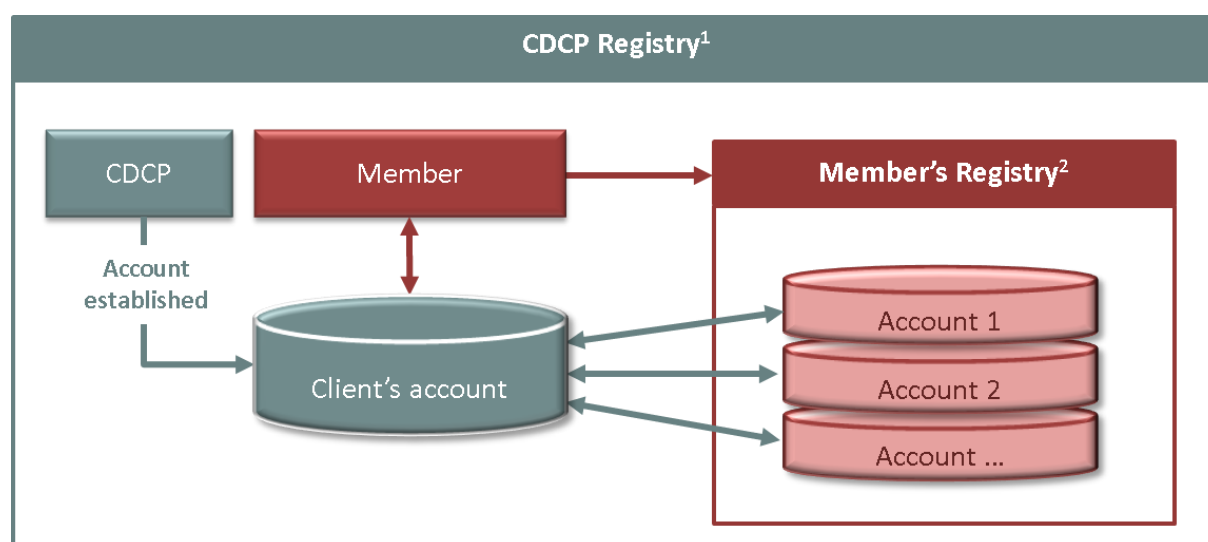 CDCP Registry¹
CDCP
Member
Member's Registry²
Account
established
Client's account
Account 1
Account 2
Account ...